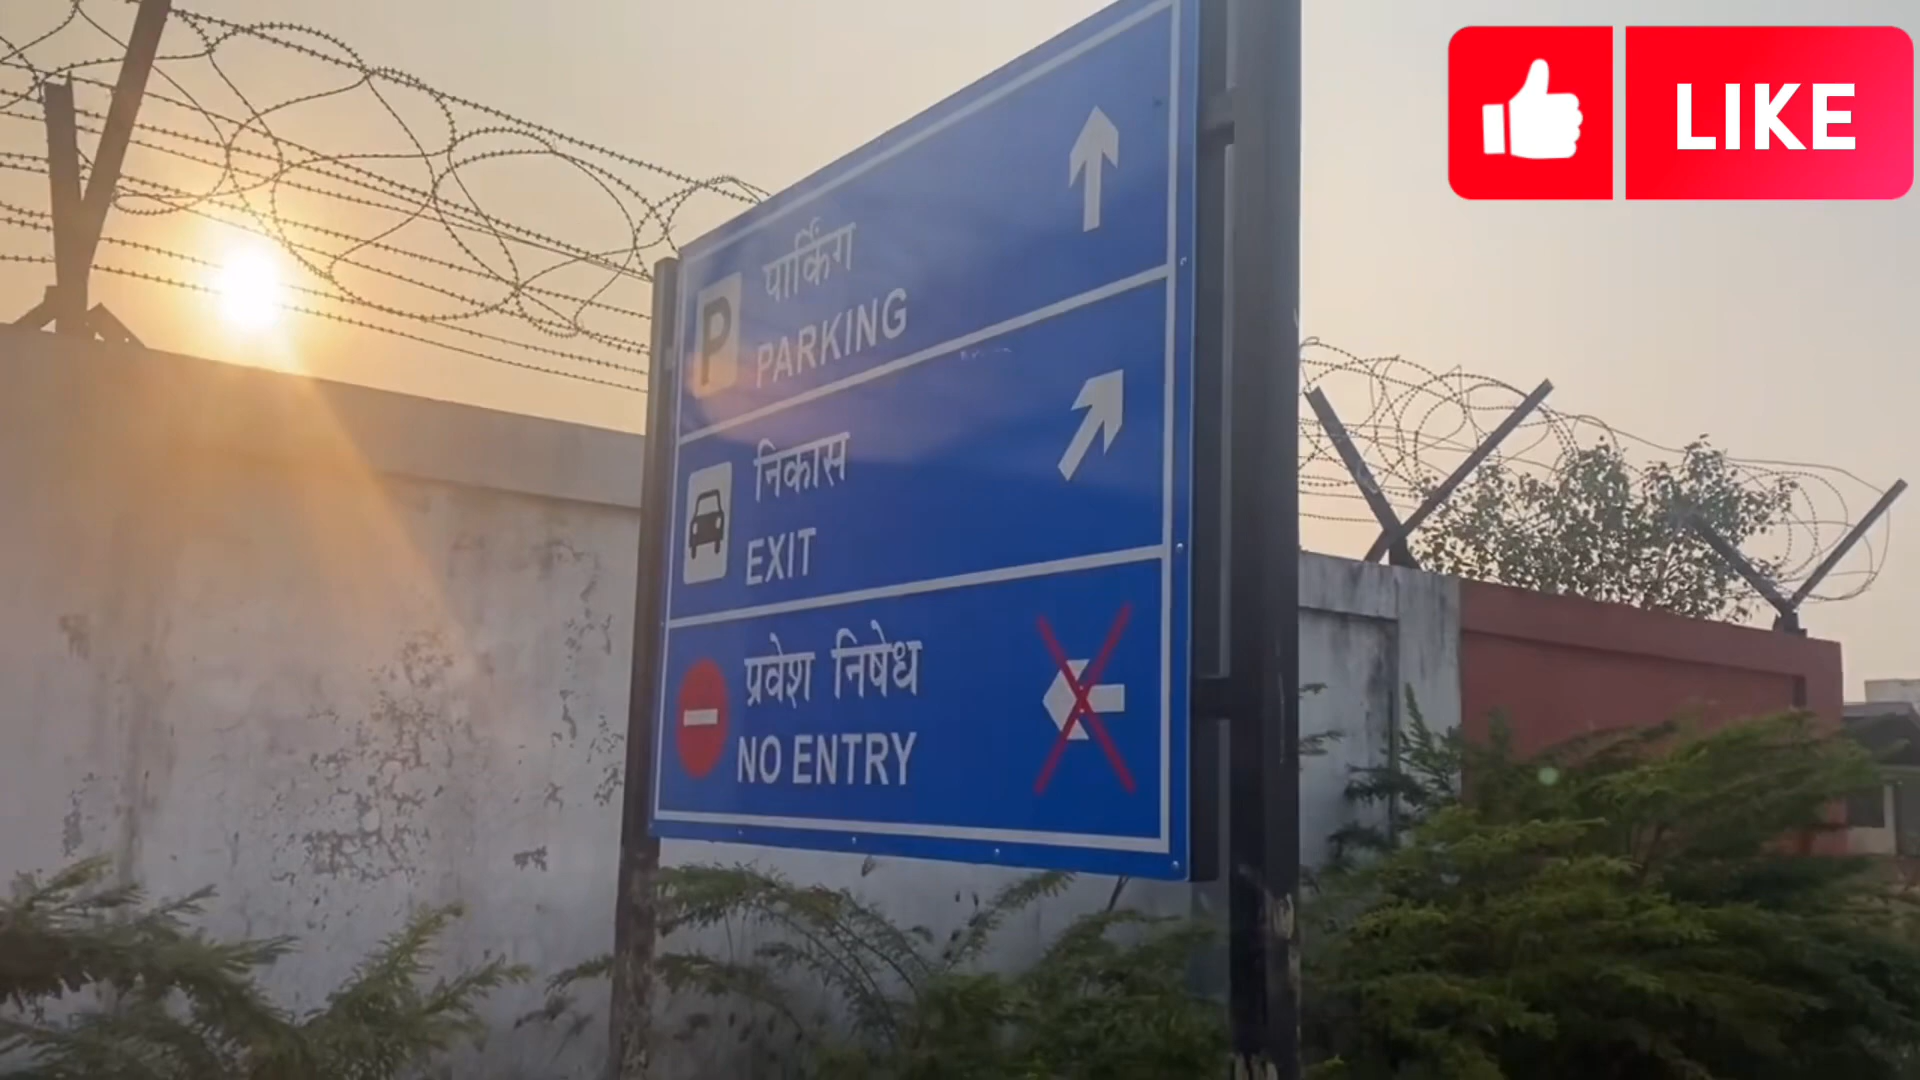 LIKE
पार्किंग
P PARKING
निकास
EXIT
प्रवेश निषेध
NO ENTRY